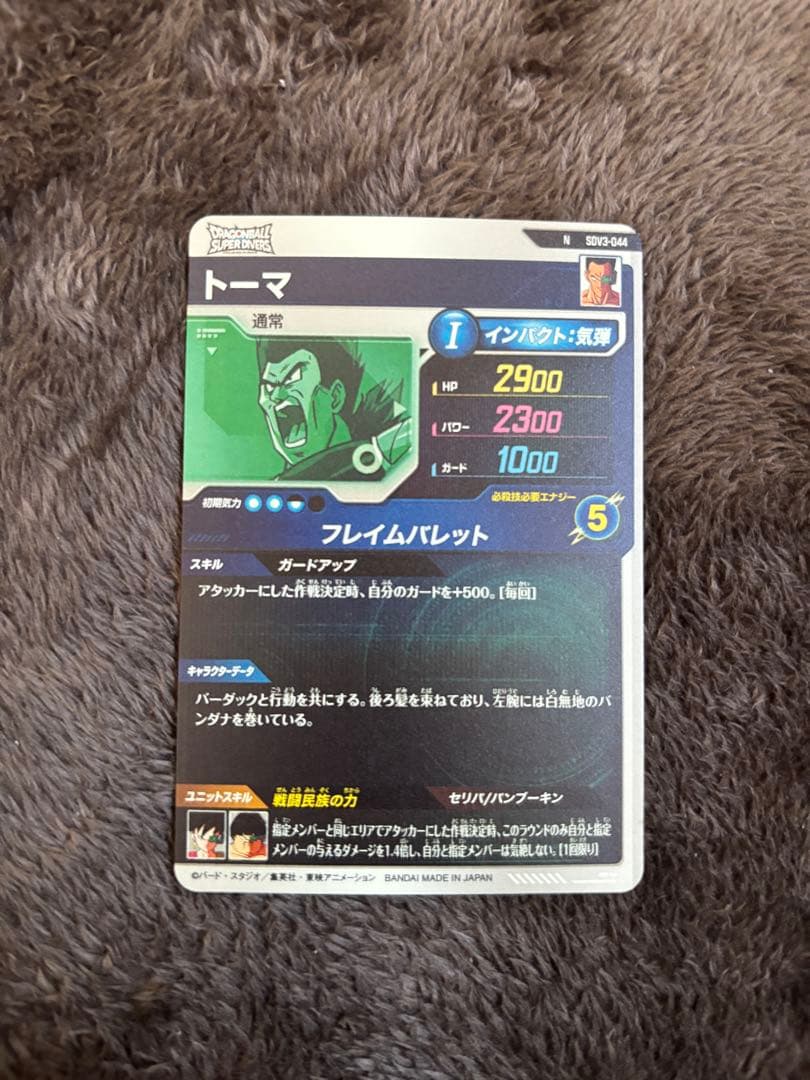 DRAGONBALL
SUPER DIVERS
N SDV3-044
トーマ
通常
I インパクト:気弾
HP 2900
パワー 2300
ガード 1000
初期気力
必殺技必要エナジー
5
フレイムバレット
スキル ガードアップ
アタッカーにした作戦決定時、自分のガードを+500。[毎回]
キャラクターデータ
バーダックと行動を共にする。後ろ髪を束ねており、左腕には白無地のバ
ンダナを巻いている。
ユニットスキル 戦闘民族の力 セリパ/パンブーキン
指定メンバーと同じエリアでアタッカーにした作戦決定時、このラウンドのみ自分と指定
メンバーの与えるダメージを1.4倍し、自分と指定メンバーは気絶しない。[1回限り]
©バード・スタジオ/集英社・東映アニメーション BANDAI MADE IN JAPAN